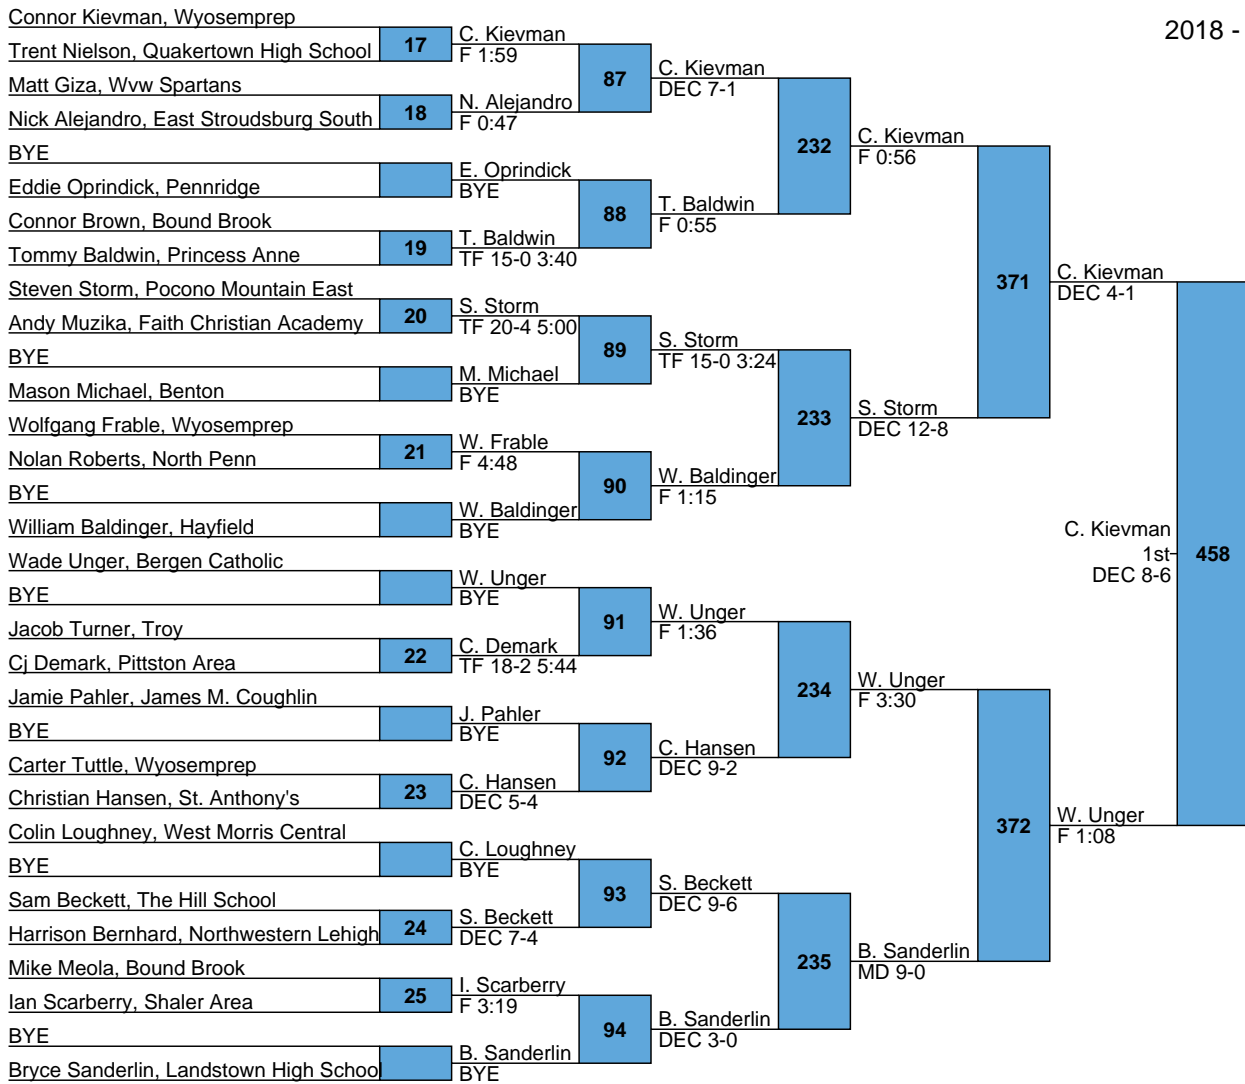 2018 -
Connor Kievman, Wyosemprep
Trent Nielson, Quakertown High School
Matt Giza, Wvw Spartans
Nick Alejandro, East Stroudsburg South
BYE
Eddie Oprindick, Pennridge
Connor Brown, Bound Brook
Tommy Baldwin, Princess Anne
Steven Storm, Pocono Mountain East
Andy Muzika, Faith Christian Academy
BYE
Mason Michael, Benton
Wolfgang Frable, Wyosemprep
Nolan Roberts, North Penn
BYE
William Baldinger, Hayfield
Wade Unger, Bergen Catholic
BYE
Jacob Turner, Troy
Cj Demark, Pittston Area
Jamie Pahler, James M. Coughlin
BYE
Carter Tuttle, Wyosemprep
Christian Hansen, St. Anthony's
Colin Loughney, West Morris Central
BYE
Sam Beckett, The Hill School
Harrison Bernhard, Northwestern Lehigh
Mike Meola, Bound Brook
Ian Scarberry, Shaler Area
BYE
Bryce Sanderlin, Landstown High School
17
18
19
20
21
22
23
24
25
C. Kievman
F 1:59
N. Alejandro
F 0:47
E. Oprindick
BYE
T. Baldwin
TF 15-0 3:40
S. Storm
TF 20-4 5:00
M. Michael
BYE
W. Frable
F 4:48
W. Baldinger
BYE
W. Unger
BYE
C. Demark
TF 18-2 5:44
J. Pahler
BYE
C. Hansen
DEC 5-4
C. Loughney
BYE
S. Beckett
DEC 7-4
I. Scarberry
F 3:19
B. Sanderlin
BYE
87
88
89
90
91
92
93
94
C. Kievman
DEC 7-1
T. Baldwin
F 0:55
S. Storm
TF 15-0 3:24
W. Baldinger
F 1:15
W. Unger
F 1:36
C. Hansen
DEC 9-2
S. Beckett
DEC 9-6
B. Sanderlin
DEC 3-0
232
233
234
235
C. Kievman
F 0:56
S. Storm
DEC 12-8
W. Unger
F 3:30
B. Sanderlin
MD 9-0
371
372
C. Kievman
DEC 4-1
W. Unger
F 1:08
C. Kievman
1st
DEC 8-6
458